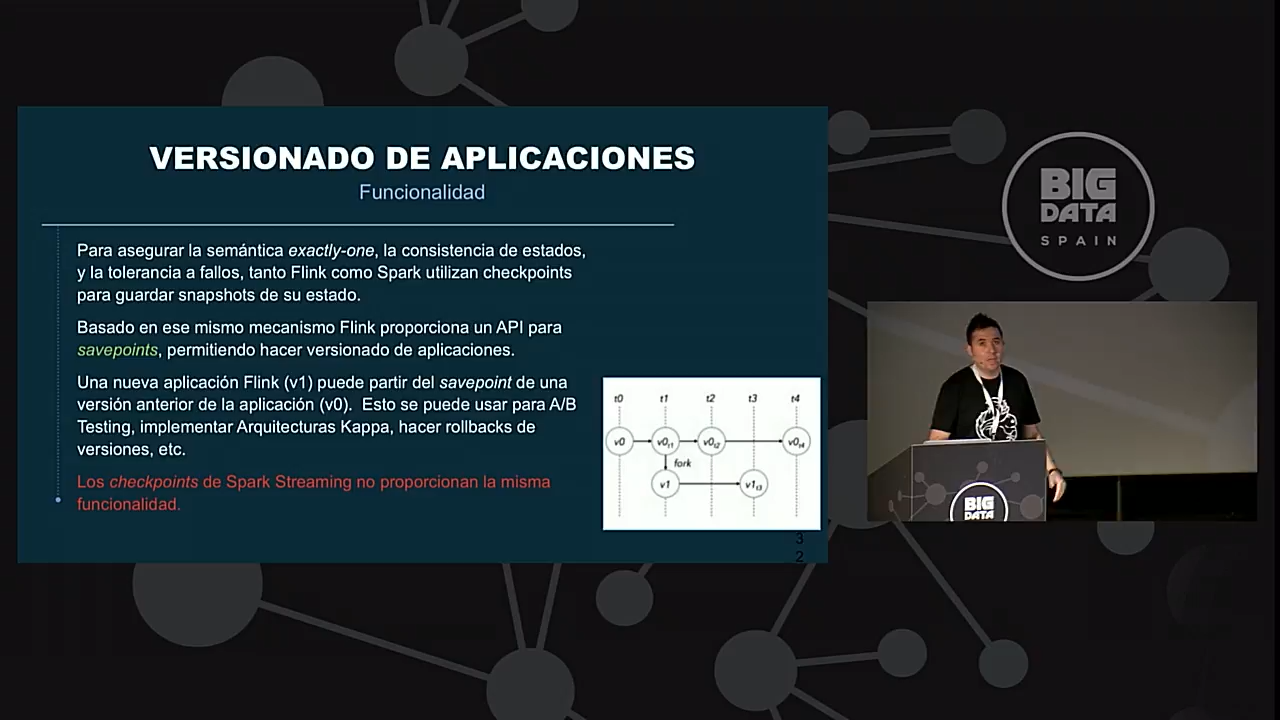 VERSIONADO DE APLICACIONES
Funcionalidad
Para asegurar la semántica exactly-one, la consistencia de estados,
y la tolerancia a fallos, tanto Flink como Spark utilizan checkpoints
para guardar snapshots de su estado.
Basado en ese mismo mecanismo Flink proporciona un API para
savepoints, permitiendo hacer versionado de aplicaciones.
Una nueva aplicación Flink (v1) puede partir del savepoint de una
versión anterior de la aplicación (v0). Esto se puede usar para A/B
Testing, implementar Arquitecturas Kappa, hacer rollbacks de
versiones, etc.
Los checkpoints de Spark Streaming no proporcionan la misma
funcionalidad.
t0 t1 t2 t3 t4
v0 v0t1 v0t2 v0t4
fork
v1 v1t3
3
2
BIG
DATA
SPAIN
BIG
DATA